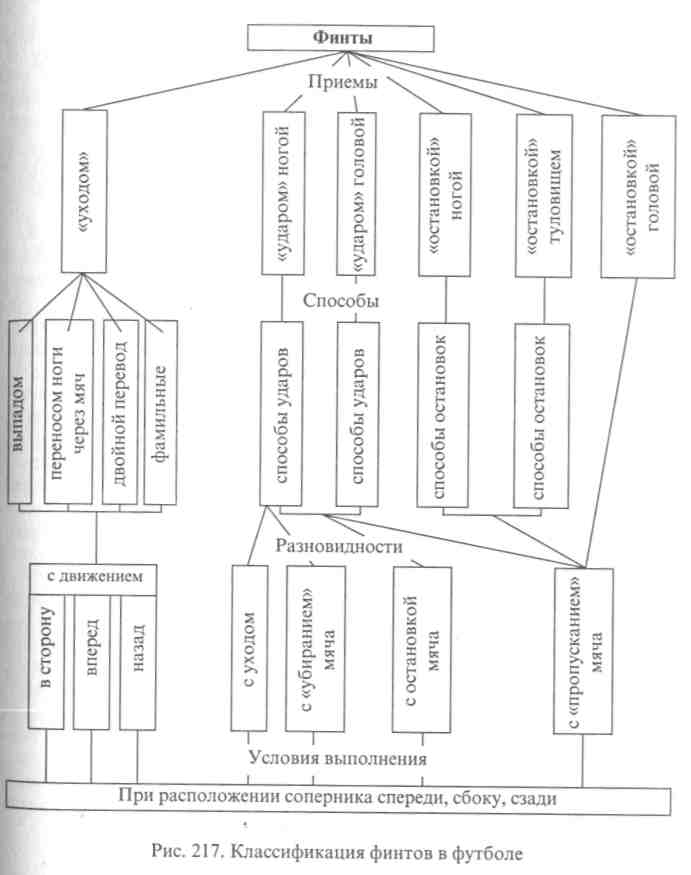 Финты
Приемы
«уходом»
«ударом» ногой
«ударом» головой
«остановкой»
ногой
«остановкой»
туловищем
«остановкой»
головой
Способы
выпадом
переносом ноги
через мяч
двойной перевод
фамильные
способы ударов
способы ударов
способы остановок
способы остановок
Разновидности
с движением
в сторону
вперед
назад
с уходом
с «убиранием»
мяча
с остановкой
мяча
с «пропусканием»
мяча
Условия выполнения
При расположении соперника спереди, сбоку, сзади
Рис. 217. Классификация финтов в футболе